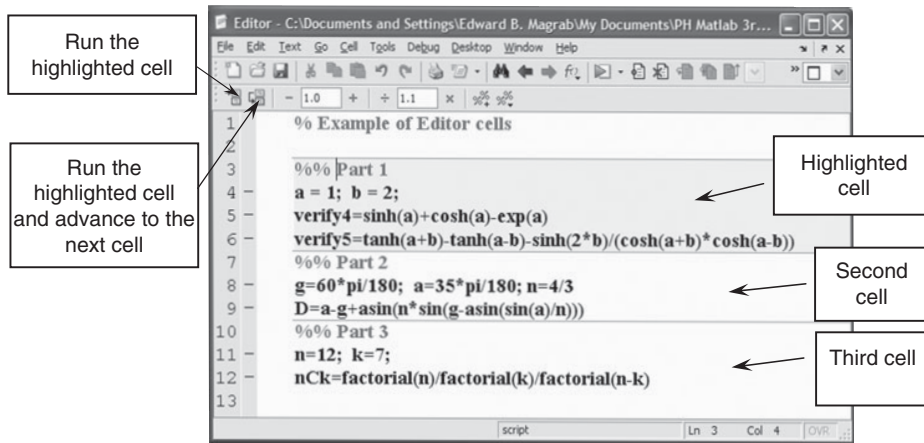 Editor - C:\Documents and Settings\Edward B. Magrab\My Documents\PH Matlab 3r...
File Edit Text Go Cell Tools Debug Desktop Window Help
- 1.0 + ÷ 1.1 ×
Run the
highlighted cell
Run the
highlighted cell
and advance to the
next cell
1 % Example of Editor cells
2
3 %% Part 1
4 – a = 1; b = 2;
5 – verify4=sinh(a)+cosh(a)-exp(a)
6 – verify5=tanh(a+b)-tanh(a-b)-sinh(2*b)/(cosh(a+b)*cosh(a-b))
7 %% Part 2
8 – g=60*pi/180; a=35*pi/180; n=4/3
9 – D=a-g+asin(n*sin(g-asin(sin(a)/n)))
10 %% Part 3
11 – n=12; k=7;
12 – nCk=factorial(n)/factorial(k)/factorial(n-k)
13
Highlighted
cell
Second
cell
Third cell
script Ln 3 Col 4 OVR